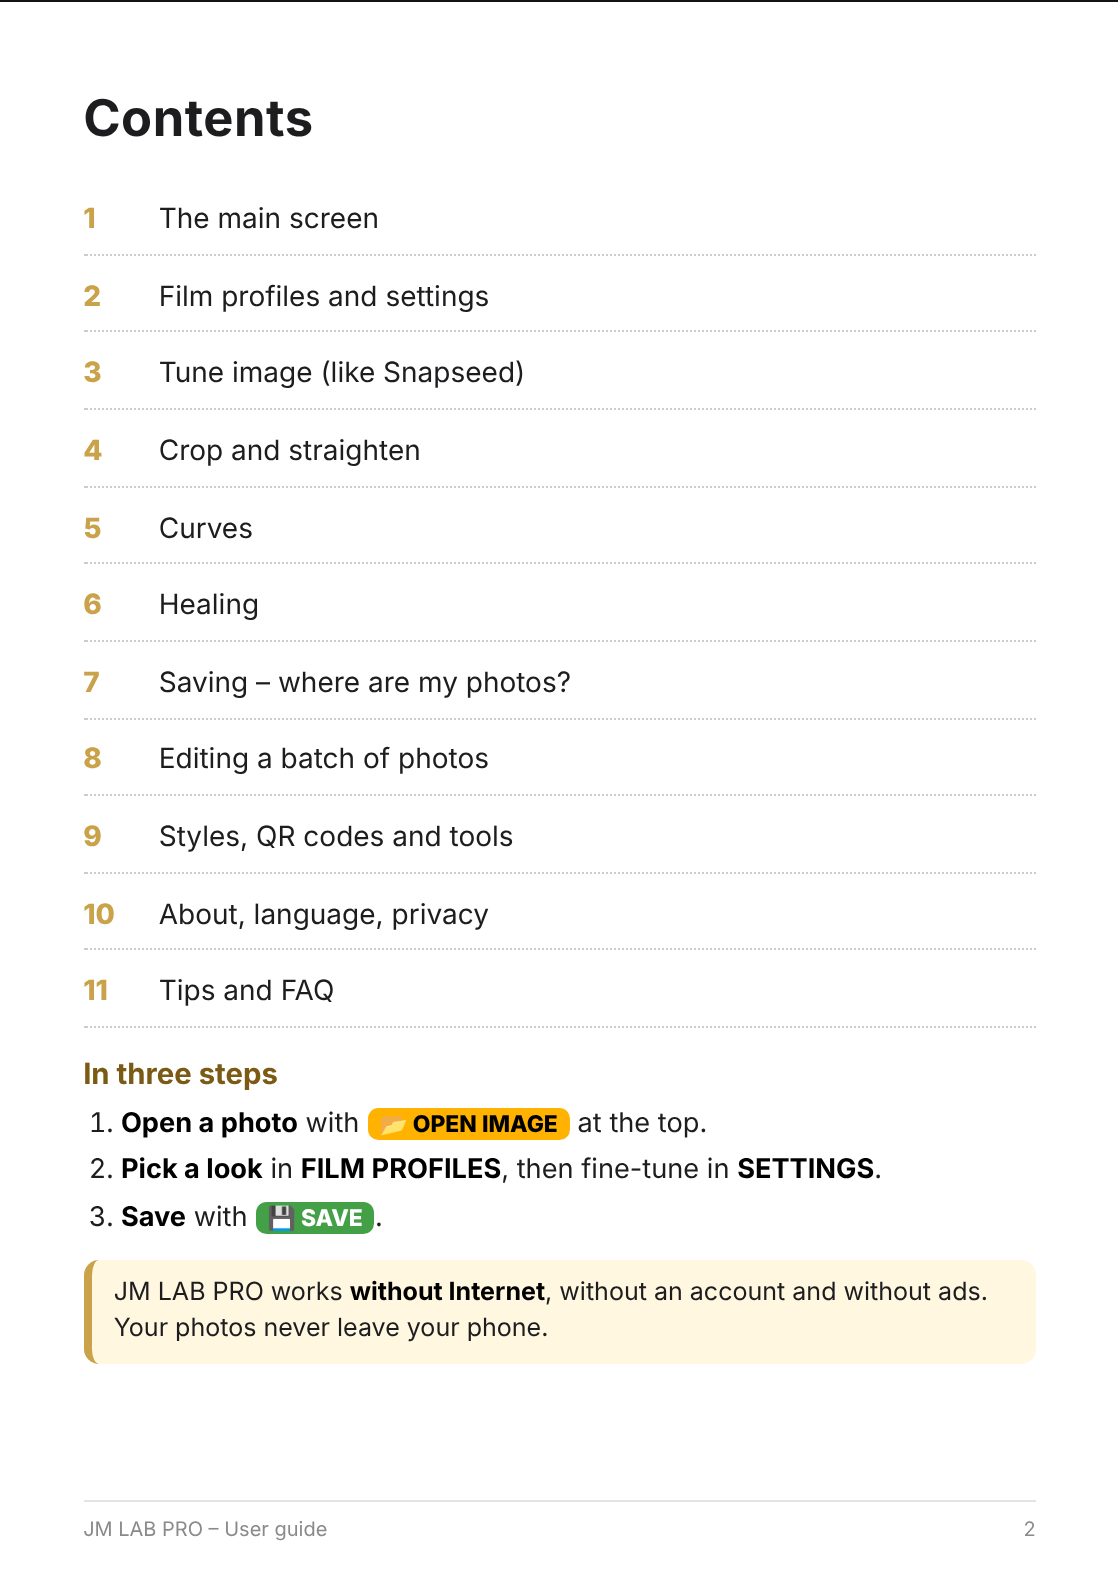 Contents
1 The main screen
2 Film profiles and settings
3 Tune image (like Snapseed)
4 Crop and straighten
5 Curves
6 Healing
7 Saving – where are my photos?
8 Editing a batch of photos
9 Styles, QR codes and tools
10 About, language, privacy
11 Tips and FAQ
In three steps
1. Open a photo with 📂 OPEN IMAGE at the top.
2. Pick a look in FILM PROFILES, then fine-tune in SETTINGS.
3. Save with 💾 SAVE.
JM LAB PRO works without Internet, without an account and without ads.
Your photos never leave your phone.
JM LAB PRO – User guide 2